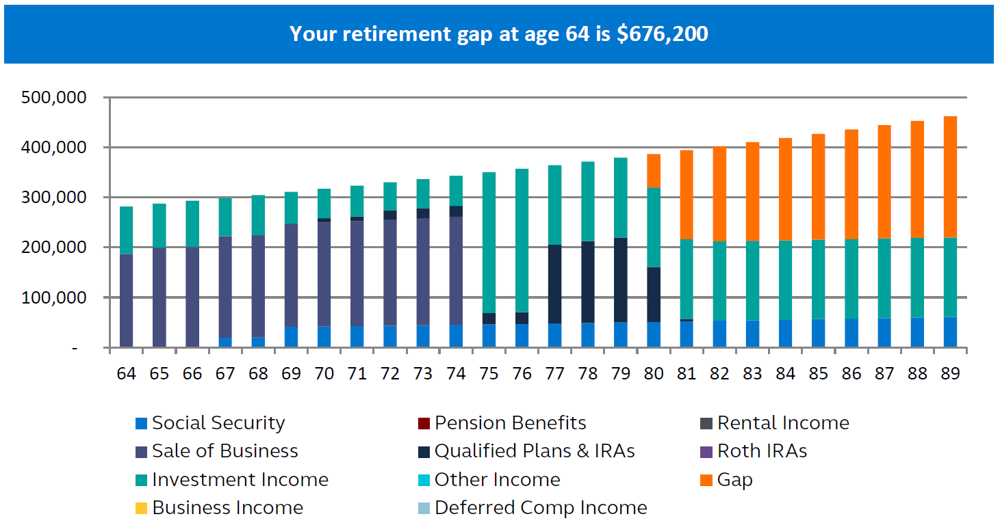 Your retirement gap at age 64 is $676,200
500,000
400,000
300,000
200,000
100,000
-
64 65 66 67 68 69 70 71 72 73 74 75 76 77 78 79 80 81 82 83 84 85 86 87 88 89
Social Security Pension Benefits Rental Income
Sale of Business Qualified Plans & IRAs Roth IRAs
Investment Income Other Income Gap
Business Income Deferred Comp Income